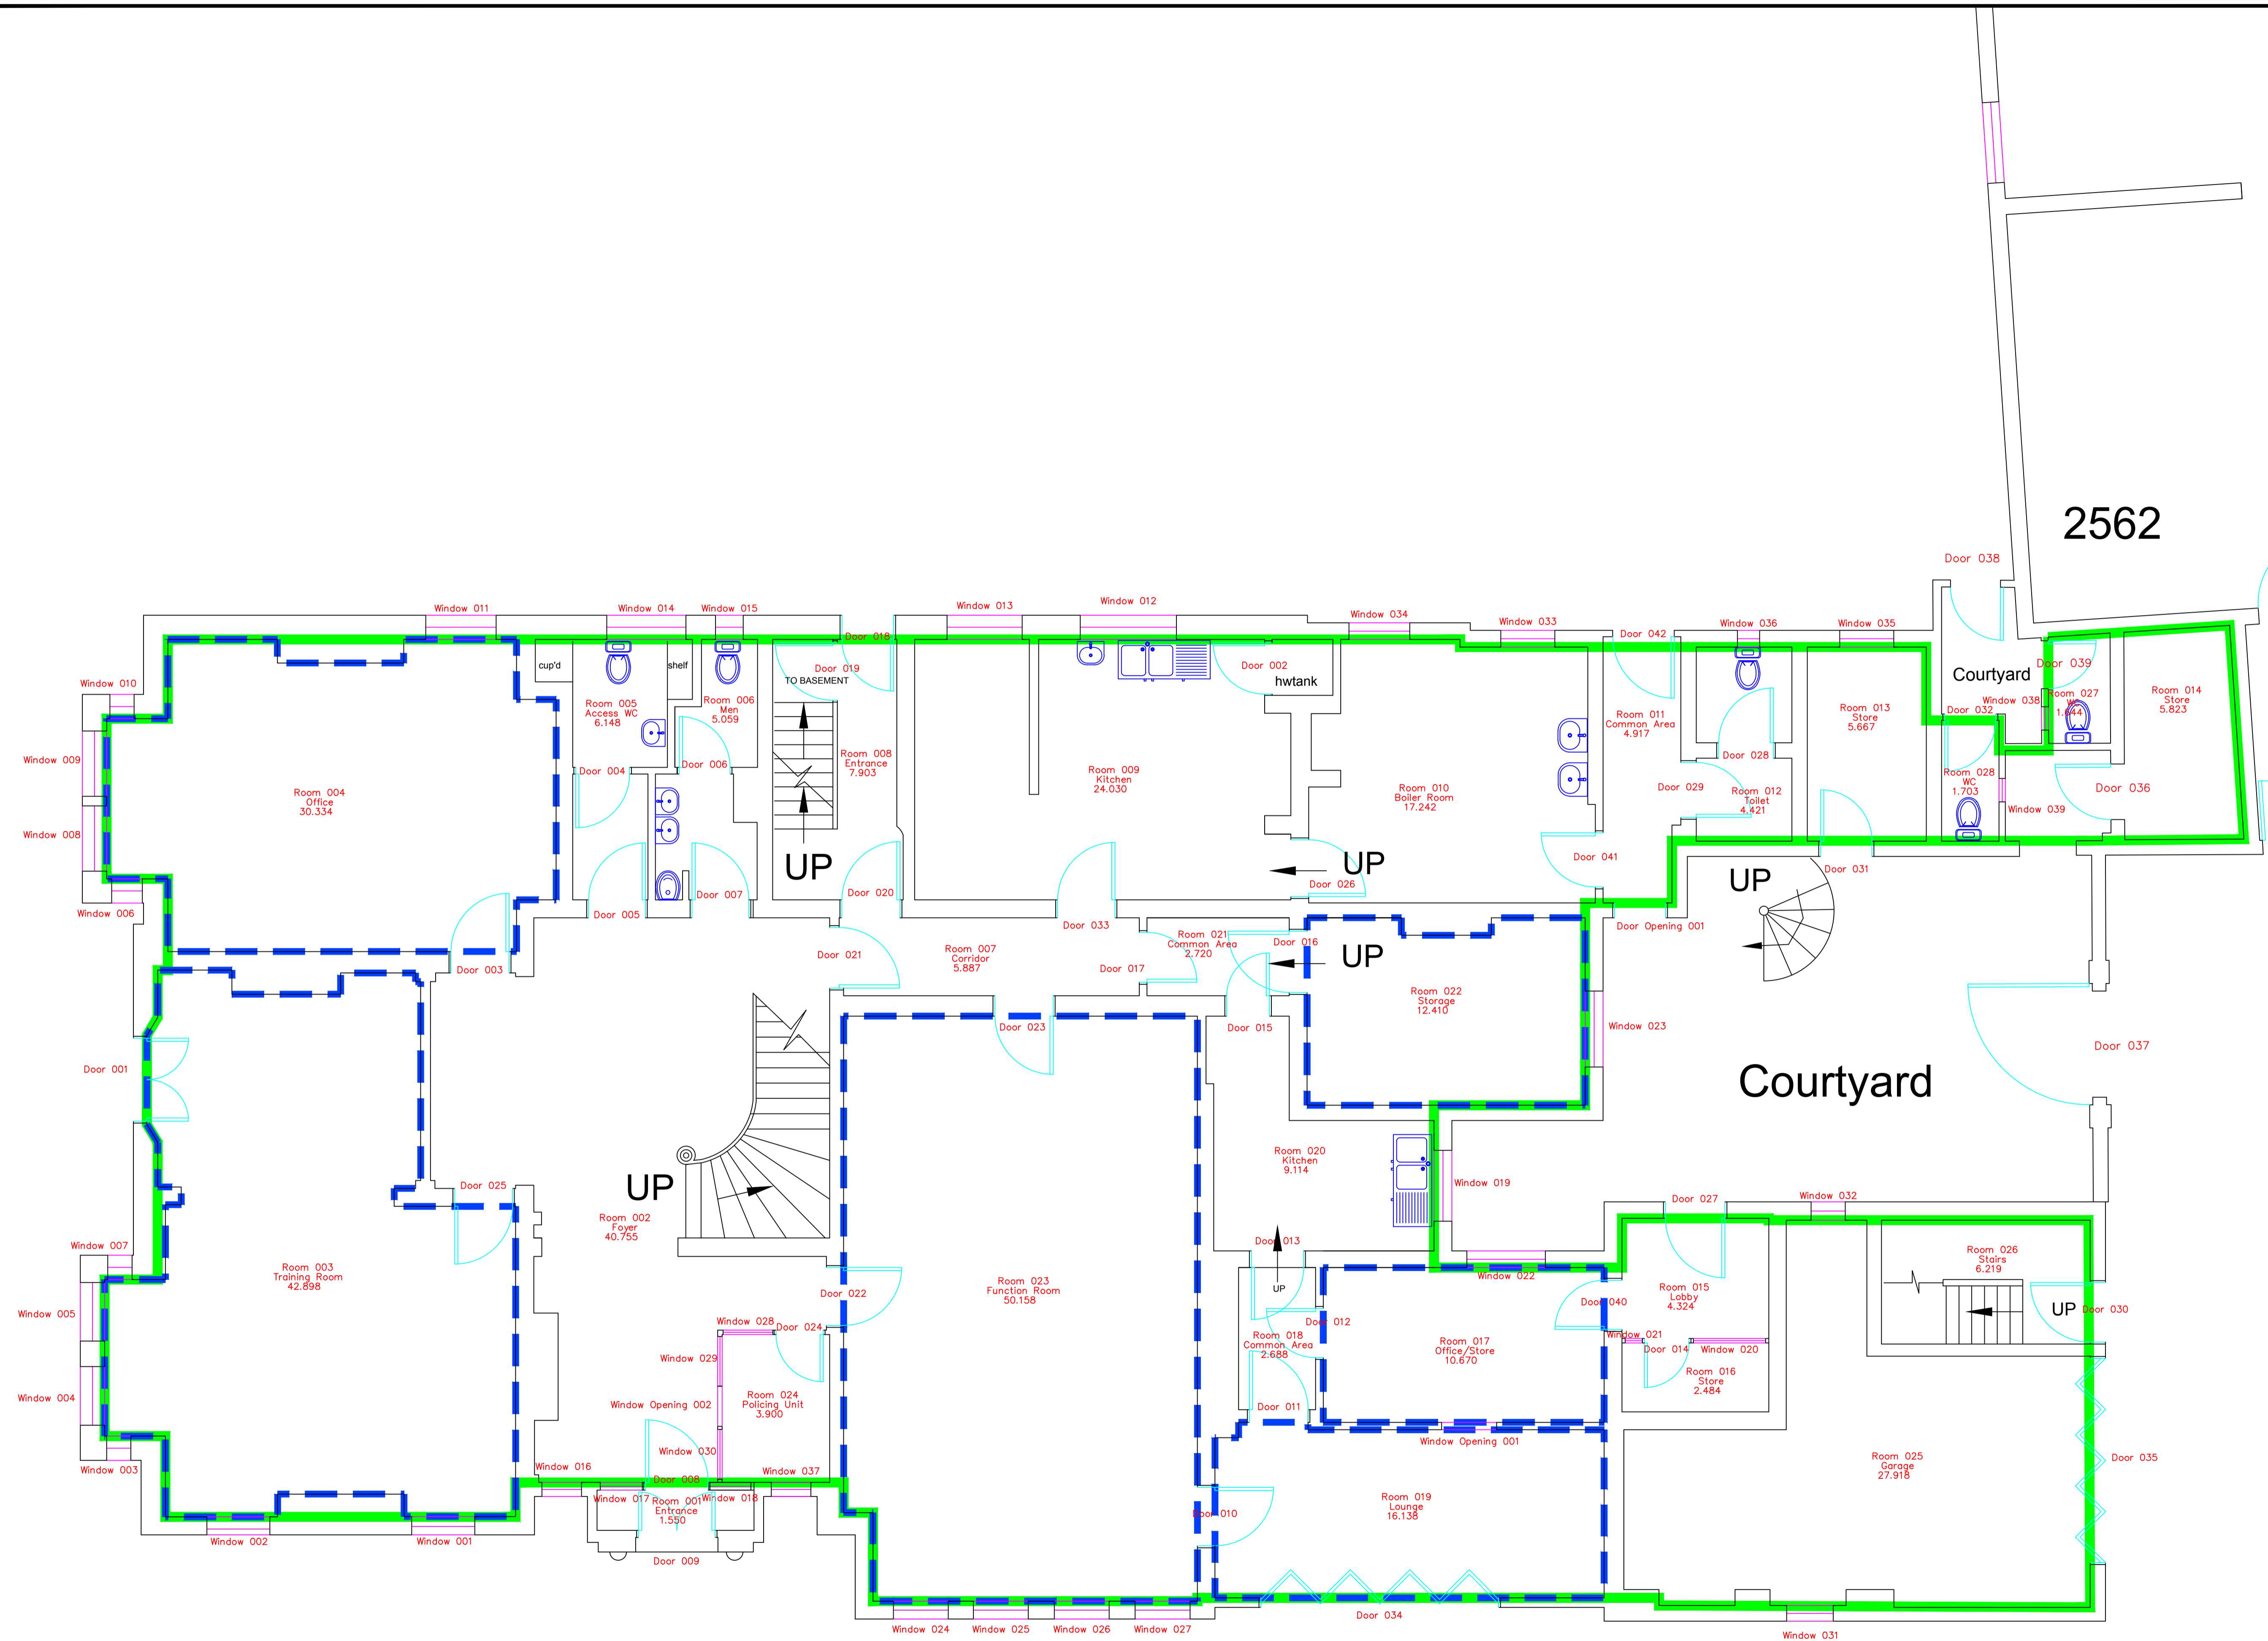 2562
Door 038
Window 011
Window 014
Window 015
Window 013
Window 012
Window 034
Window 033
Door 042
Window 036
Window 035
Door 018
cup'd
shelf
Door 019
TO BASEMENT
Door 002
hwtank
Courtyard
Door 039
Window 010
Room 005
Access WC
6.148
Room 006
Men
5.059
Room 011
Common Area
4.917
Room 013
Store
5.667
Door 032
Window 038
Room 027
WC
1.644
Room 014
Store
5.823
Window 009
Room 004
Office
30.334
Door 004
Door 006
Room 008
Entrance
7.903
Room 009
Kitchen
24.030
Room 010
Boiler Room
17.242
Door 028
Door 029
Room 012
Toilet
4.421
Room 028
WC
1.703
Door 036
Window 039
Window 008
UP
UP
Door 041
Door 031
UP
Window 006
Door 005
Door 007
Door 020
Door 026
Door 033
Door Opening 001
Door 003
Door 021
Room 007
Corridor
5.887
Door 017
Room 021
Common Area
2.720
Door 016
UP
Room 022
Storage
12.410
Door 023
Door 015
Window 023
Door 037
Door 001
Courtyard
Room 020
Kitchen
9.114
Window 019
Door 025
UP
Room 002
Foyer
40.755
Door 027
Window 032
Window 007
Room 003
Training Room
42.898
Window 005
Door 013
UP
Window 022
Room 023
Function Room
50.158
Door 022
Door 040
Room 015
Lobby
4.324
Room 026
Stairs
6.219
UP
Door 030
Window 028
Door 024
Door 012
Room 018
Common Area
2.688
Room 017
Office/Store
10.670
Window 021
Door 014
Window 020
Window 029
Window 004
Window Opening 002
Room 024
Policing Unit
3.900
Door 011
Room 016
Store
2.484
Window 030
Window Opening 001
Window 003
Window 016
Door 008
Window 037
Room 025
Garage
27.918
Door 035
Window 017
Room 001
Entrance
1.550
Window 018
Door 010
Room 019
Lounge
16.138
Window 002
Window 001
Door 009
Window 024
Window 025
Window 026
Window 027
Door 034
Window 031